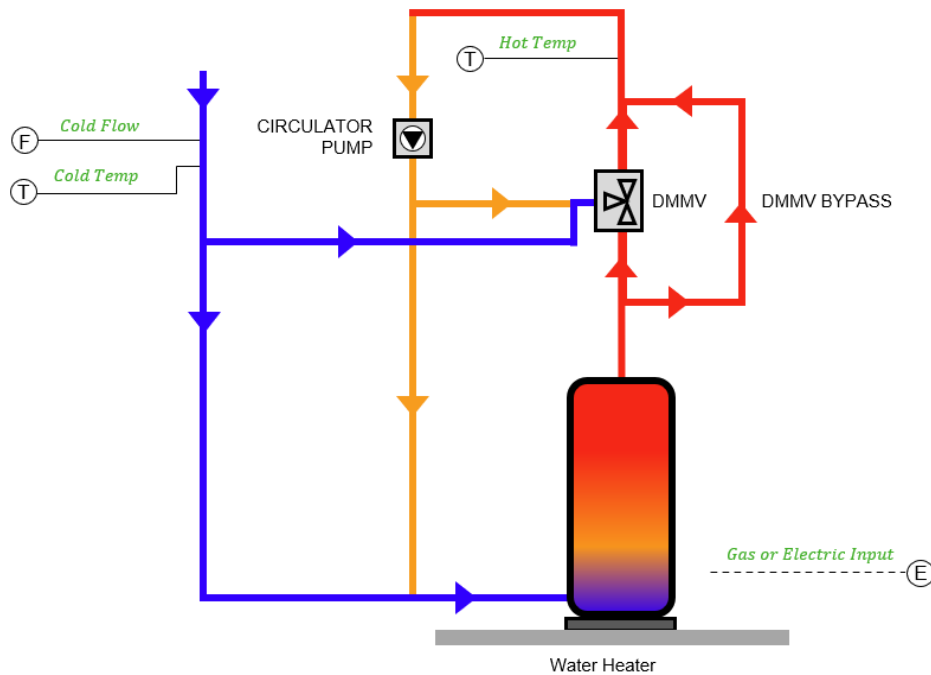 Hot Temp
T
Cold Flow
F
CIRCULATOR
PUMP
Cold Temp
T
DMMV
DMMV BYPASS
Gas or Electric Input
E
Water Heater